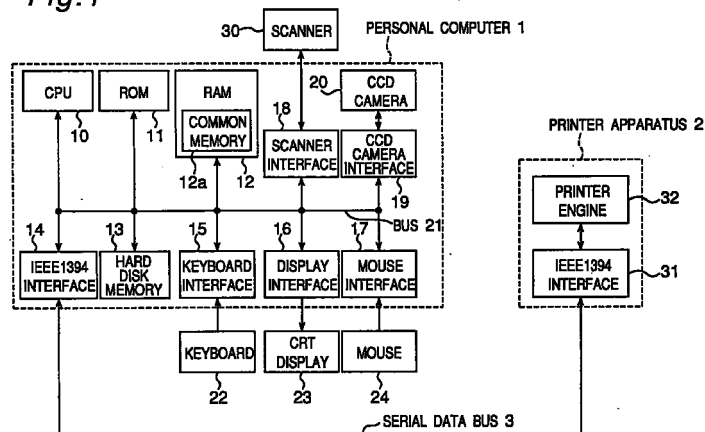 Fig.1
30
SCANNER
PERSONAL COMPUTER 1
CPU
10
ROM
11
RAM
COMMON
MEMORY
12a
12
18
SCANNER
INTERFACE
20
CCD
CAMERA
CCD
CAMERA
INTERFACE
19
PRINTER APPARATUS 2
PRINTER
ENGINE
32
IEEE1394
INTERFACE
31
BUS 21
14
IEEE1394
INTERFACE
13
HARD
DISK
MEMORY
15
KEYBOARD
INTERFACE
16
DISPLAY
INTERFACE
17
MOUSE
INTERFACE
KEYBOARD
22
CRT
DISPLAY
23
MOUSE
24
SERIAL DATA BUS 3